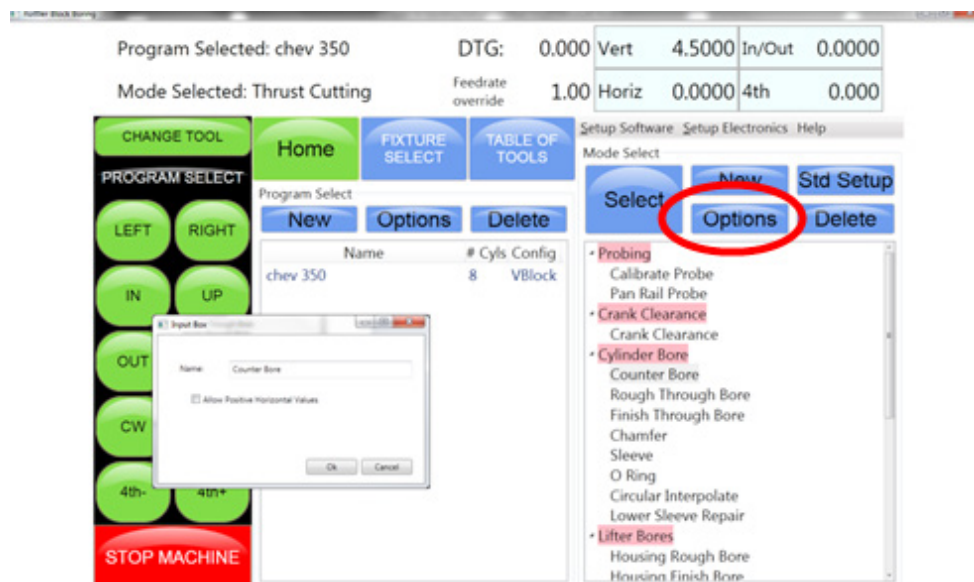 Rottler Block Boring
Program Selected: chev 350
DTG: 0.000
Vert 4.5000
In/Out 0.0000
Mode Selected: Thrust Cutting
Feedrate override 1.00
Horiz 0.0000
4th 0.000
CHANGE TOOL
PROGRAM SELECT
LEFT
RIGHT
IN
UP
OUT
CW
4th-
4th+
STOP MACHINE
Home
FIXTURE SELECT
TABLE OF TOOLS
Program Select
New
Options
Delete
Name # Cyls Config
chev 350 8 VBlock
Input Box
Name: Counter Bore
Allow Positive Horizontal Values
Ok
Cancel
Setup Software Setup Electronics Help
Mode Select
Select
New
Std Setup
Options
Delete
Probing
Calibrate Probe
Pan Rail Probe
Crank Clearance
Crank Clearance
Cylinder Bore
Counter Bore
Rough Through Bore
Finish Through Bore
Chamfer
Sleeve
O Ring
Circular Interpolate
Lower Sleeve Repair
Lifter Bores
Housing Rough Bore
Housing Finish Bore